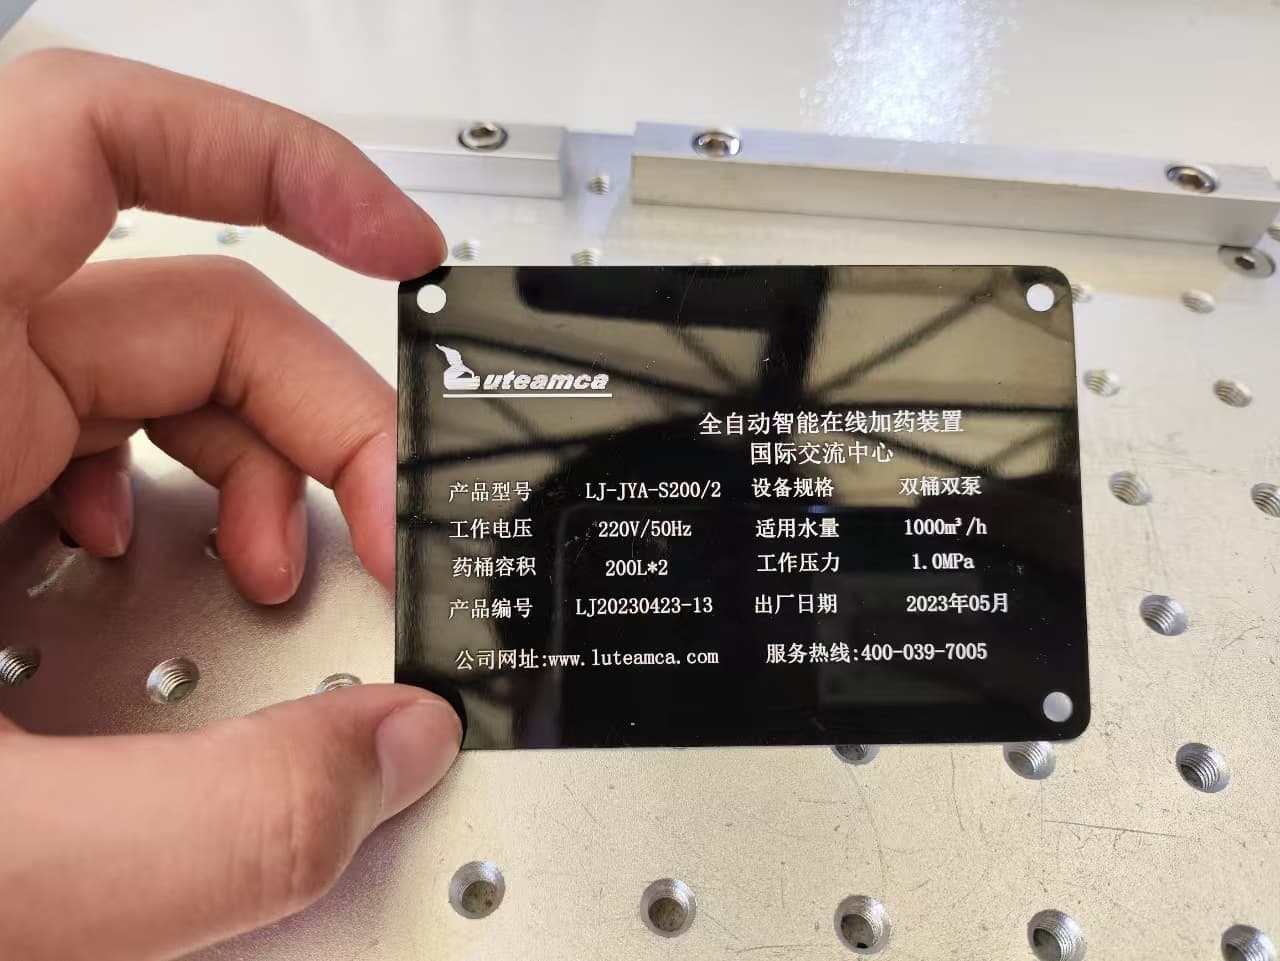 Luteamca
全自动智能在线加药装置
国际交流中心
产品型号 LJ-JYA-S200/2 设备规格 双桶双泵
工作电压 220V/50Hz 适用水量 1000m³/h
药桶容积 200L*2 工作压力 1.0MPa
产品编号 LJ20230423-13 出厂日期 2023年05月
公司网址:www.luteamca.com 服务热线:400-039-7005